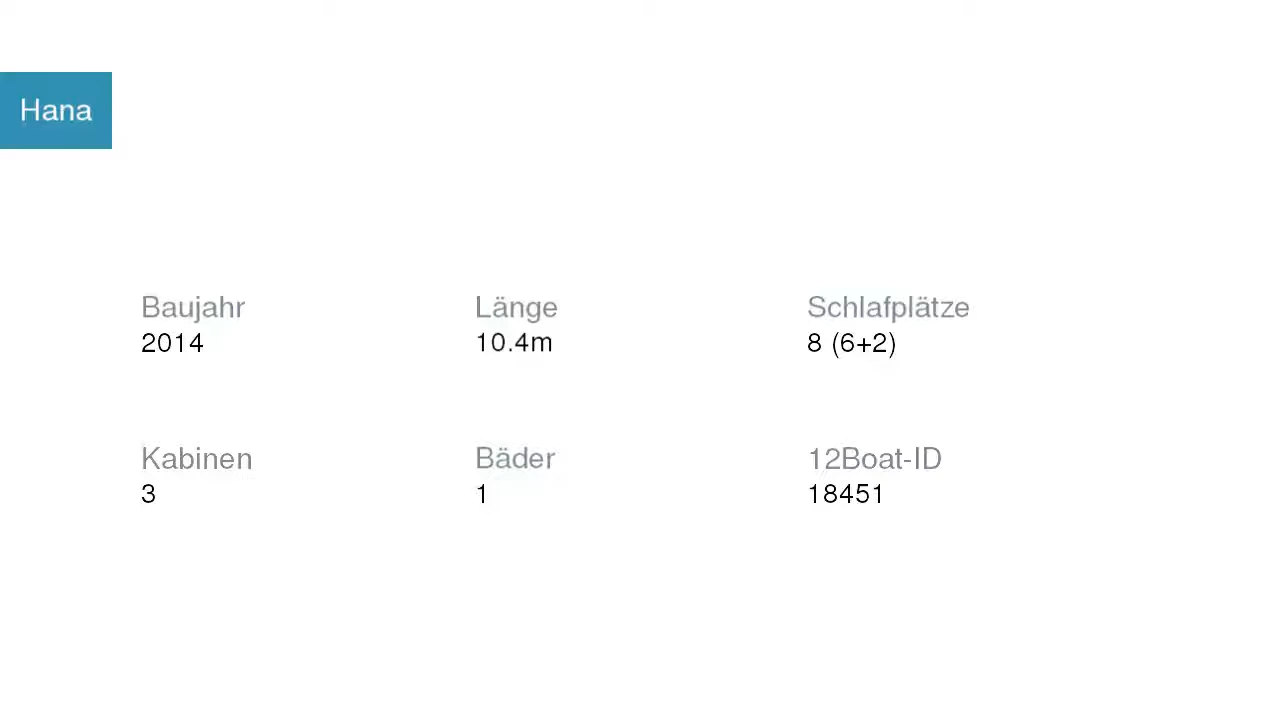 Hana
Baujahr
2014
Länge
10.4m
Schlafplätze
8 (6+2)
Kabinen
3
Bäder
1
12Boat-ID
18451